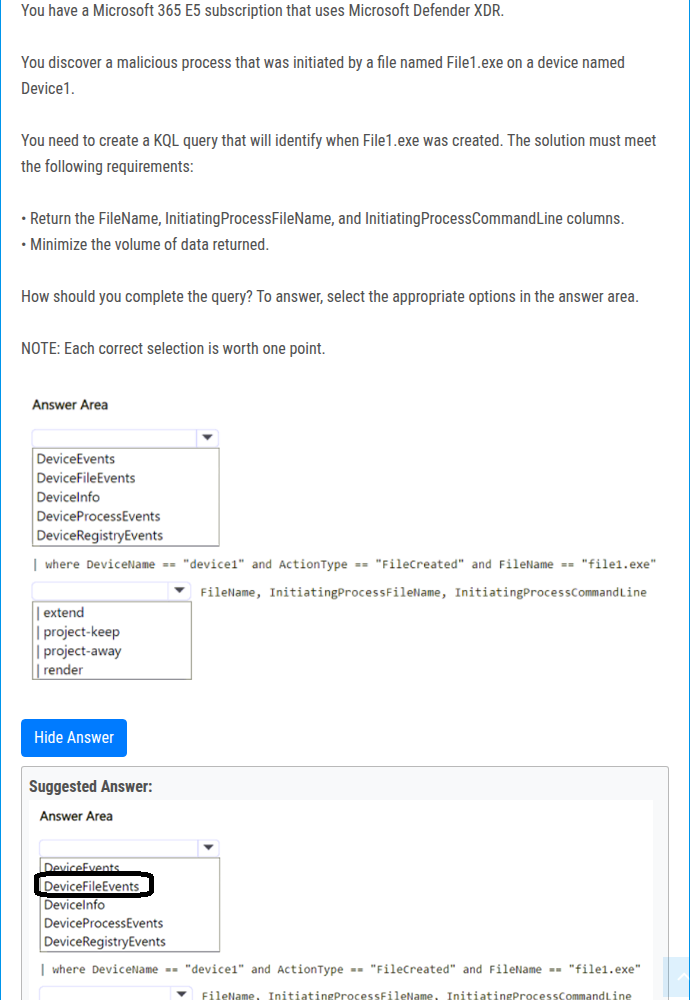 You have a Microsoft 365 E5 subscription that uses Microsoft Defender XDR.
You discover a malicious process that was initiated by a file named File1.exe on a device named
Device1.
You need to create a KQL query that will identify when File1.exe was created. The solution must meet
the following requirements:
• Return the FileName, InitiatingProcessFileName, and InitiatingProcessCommandLine columns.
• Minimize the volume of data returned.
How should you complete the query? To answer, select the appropriate options in the answer area.
NOTE: Each correct selection is worth one point.
Answer Area
DeviceEvents
DeviceFileEvents
DeviceInfo
DeviceProcessEvents
DeviceRegistryEvents
| where DeviceName == "device1" and ActionType == "FileCreated" and FileName == "file1.exe"
FileName, InitiatingProcessFileName, InitiatingProcessCommandLine
| extend
| project-keep
| project-away
| render
Hide Answer
Suggested Answer:
Answer Area
DeviceEvents
DeviceFileEvents
DeviceInfo
DeviceProcessEvents
DeviceRegistryEvents
| where DeviceName == "device1" and ActionType == "FileCreated" and FileName == "file1.exe"
FileName, InitiatingProcessFileName, InitiatingProcessCommandLine